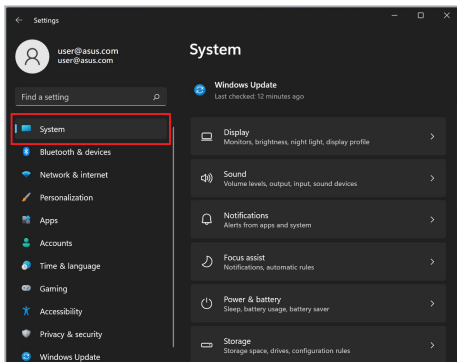 Settings
user@asus.com
user@asus.com
Find a setting
System
Bluetooth & devices
Network & internet
Personalization
Apps
Accounts
Time & language
Gaming
Accessibility
Privacy & security
Windows Update
System
Windows Update
Last checked: 12 minutes ago
Display
Monitors, brightness, night light, display profile
Sound
Volume levels, output, input, sound devices
Notifications
Alerts from apps and system
Focus assist
Notifications, automatic rules
Power & battery
Sleep, battery usage, battery saver
Storage
Storage space, drives, configuration rules